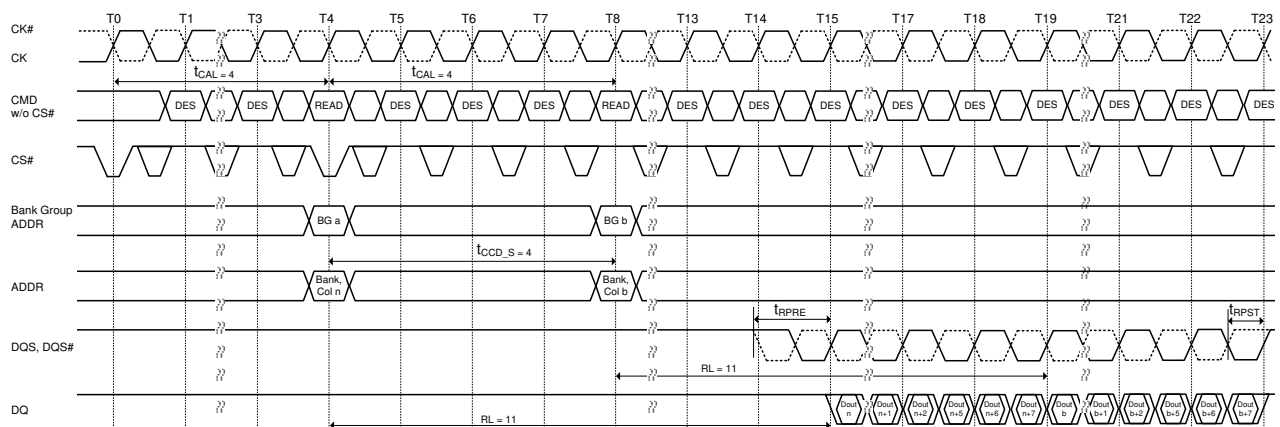 T0 T1 T3 T4 T5 T6 T7 T8 T13 T14 T15 T17 T18 T19 T21 T22 T23
CK#
CK
tCAL = 4 tCAL = 4
CMD
w/o CS#
DES DES READ DES DES DES READ DES DES DES DES DES DES DES DES DES
CS#
Bank Group
ADDR
BG a BG b
tCCD_S = 4
ADDR
Bank,
Col n
Bank,
Col b
tRPRE tRPST
DQS, DQS#
RL = 11
DQ
Dout
n
Dout
n+1
Dout
n+2
Dout
n+5
Dout
n+6
Dout
n+7
Dout
b
Dout
b+1
Dout
b+2
Dout
b+5
Dout
b+6
Dout
b+7
RL = 11